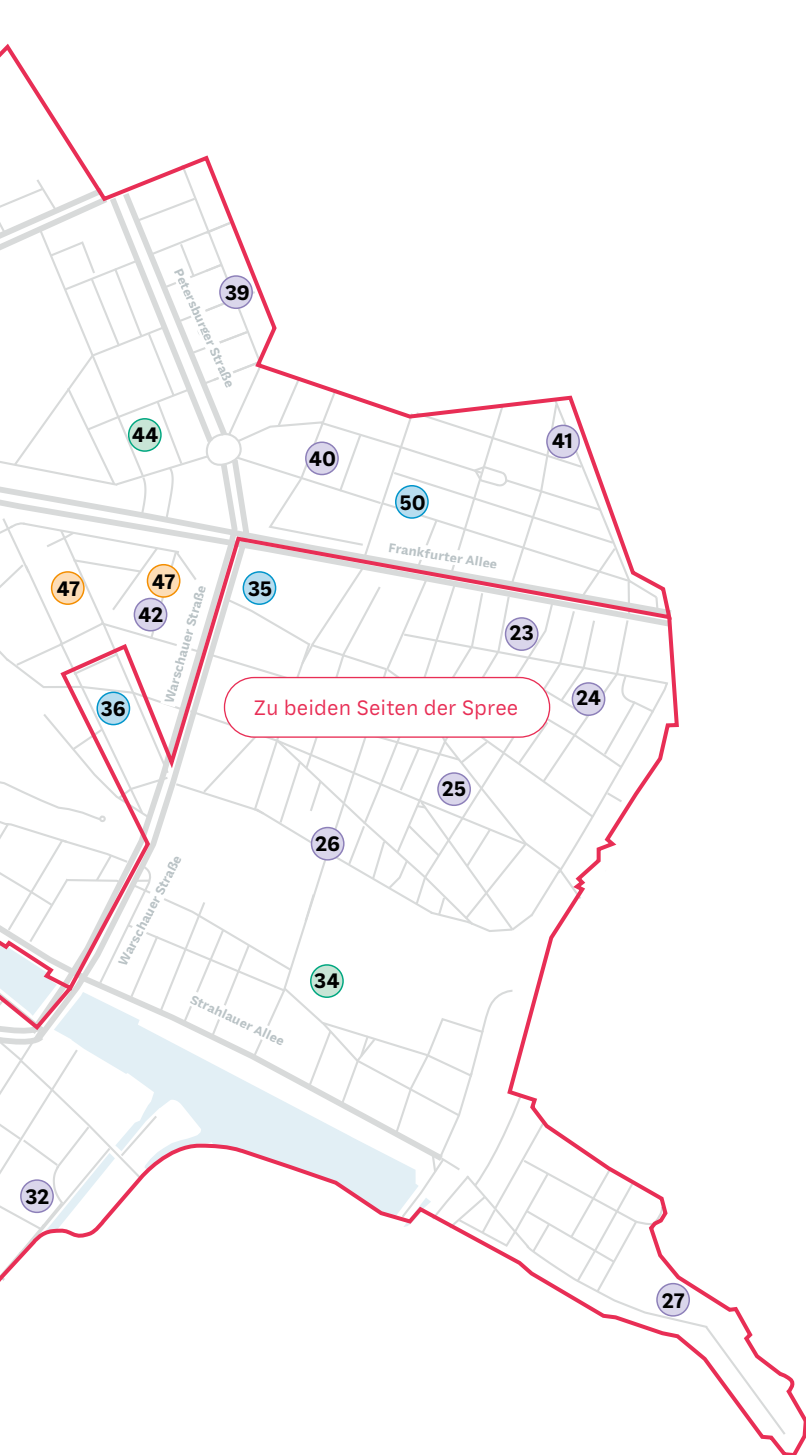 Petersburger Straße
39
44
40
41
50
Frankfurter Allee
47
47
35
42
Warschauer Straße
23
24
36
Zu beiden Seiten der Spree
25
26
Warschauer Straße
34
Strahlauer Allee
32
27